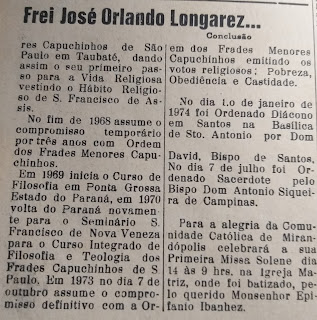 Frei José Orlando Longarez...
Conclusão
res Capuchinhos de São
Paulo em Taubaté, dando
assim o seu primeiro pas-
so para a Vida Religiosa
vestindo o Hábito Religio-
so de S. Francisco de As-
sis.
No fim de 1968 assume o
compromisso temporário
por três anos com Ordem
dos Frades Menores Capu-
chinhos.
Em 1969 inicia o Curso de
Filosofia em Ponta Grossa
Estado do Paraná, em 1970
volta do Paraná novamen-
te para o Seminário S.
Francisco de Nova Veneza
para o Curso Integrado de
Filosofia e Teologia dos
Frades Capuchinhos de S.
Paulo. Em 1973 no dia 7 de
outubro assume o compro-
misso definitivo com a Or-
em dos Frades Menores
Capuchinhos emitindo os
votos religiosos; Pobreza,
Obediência e Castidade.
No dia 1.o de janeiro de
1974 foi Ordenado Diácono
em Santos na Basílica
de Sto. Antonio por Dom
David, Bispo de Santos.
No dia 7 de julho foi
Ordenado Sacerdote pelo
Bispo Dom Antonio Siquei-
ra de Campinas.
Para a alegria da Co-
munidade Católica de Miran-
dópolis celebrará a sua
Primeira Missa Solene dia
14 às 9 hrs. na Igreja Ma-
triz, onde foi batizado, pe-
lo querido Monsenhor Epi-
fanio Ibanhez.